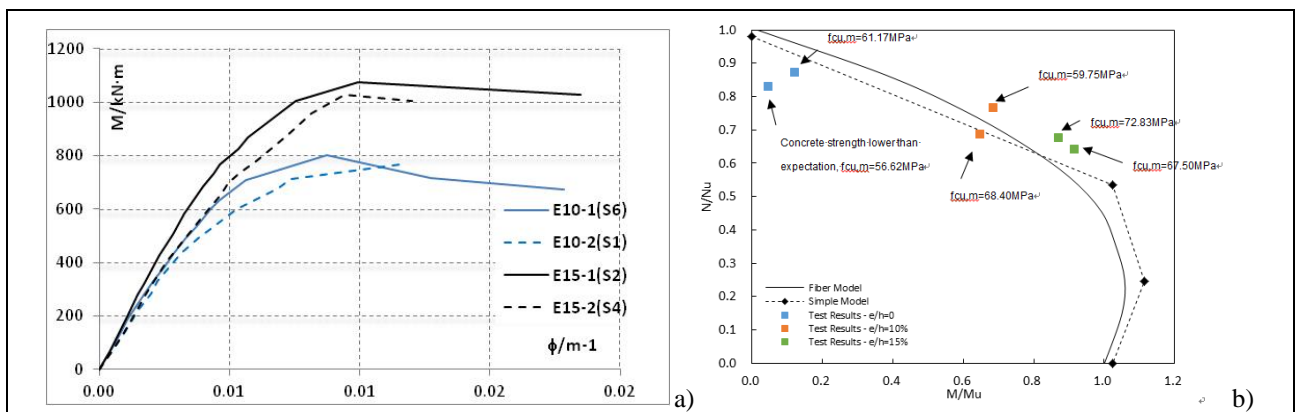 1200
1000
800
600
400
200
0
M/kN·m
E10-1(S6)
E10-2(S1)
E15-1(S2)
E15-2(S4)
ϕ/m-1
0.00
0.01
0.01
0.02
0.02
a)
1.0
0.9
0.8
0.7
0.6
0.5
0.4
0.3
0.2
0.1
0.0
N/Nu
fcu,m=61.17MPa
fcu,m=59.75MPa
fcu,m=72.83MPa
Concrete strength lower than
expectation, fcu,m=56.62MPa
fcu,m=67.50MPa
fcu,m=68.40MPa
Fiber Model
Simple Model
Test Results - e/h=0
Test Results - e/h=10%
Test Results - e/h=15%
0.0
0.2
0.4
0.6
0.8
1.0
1.2
M/Mu
b)